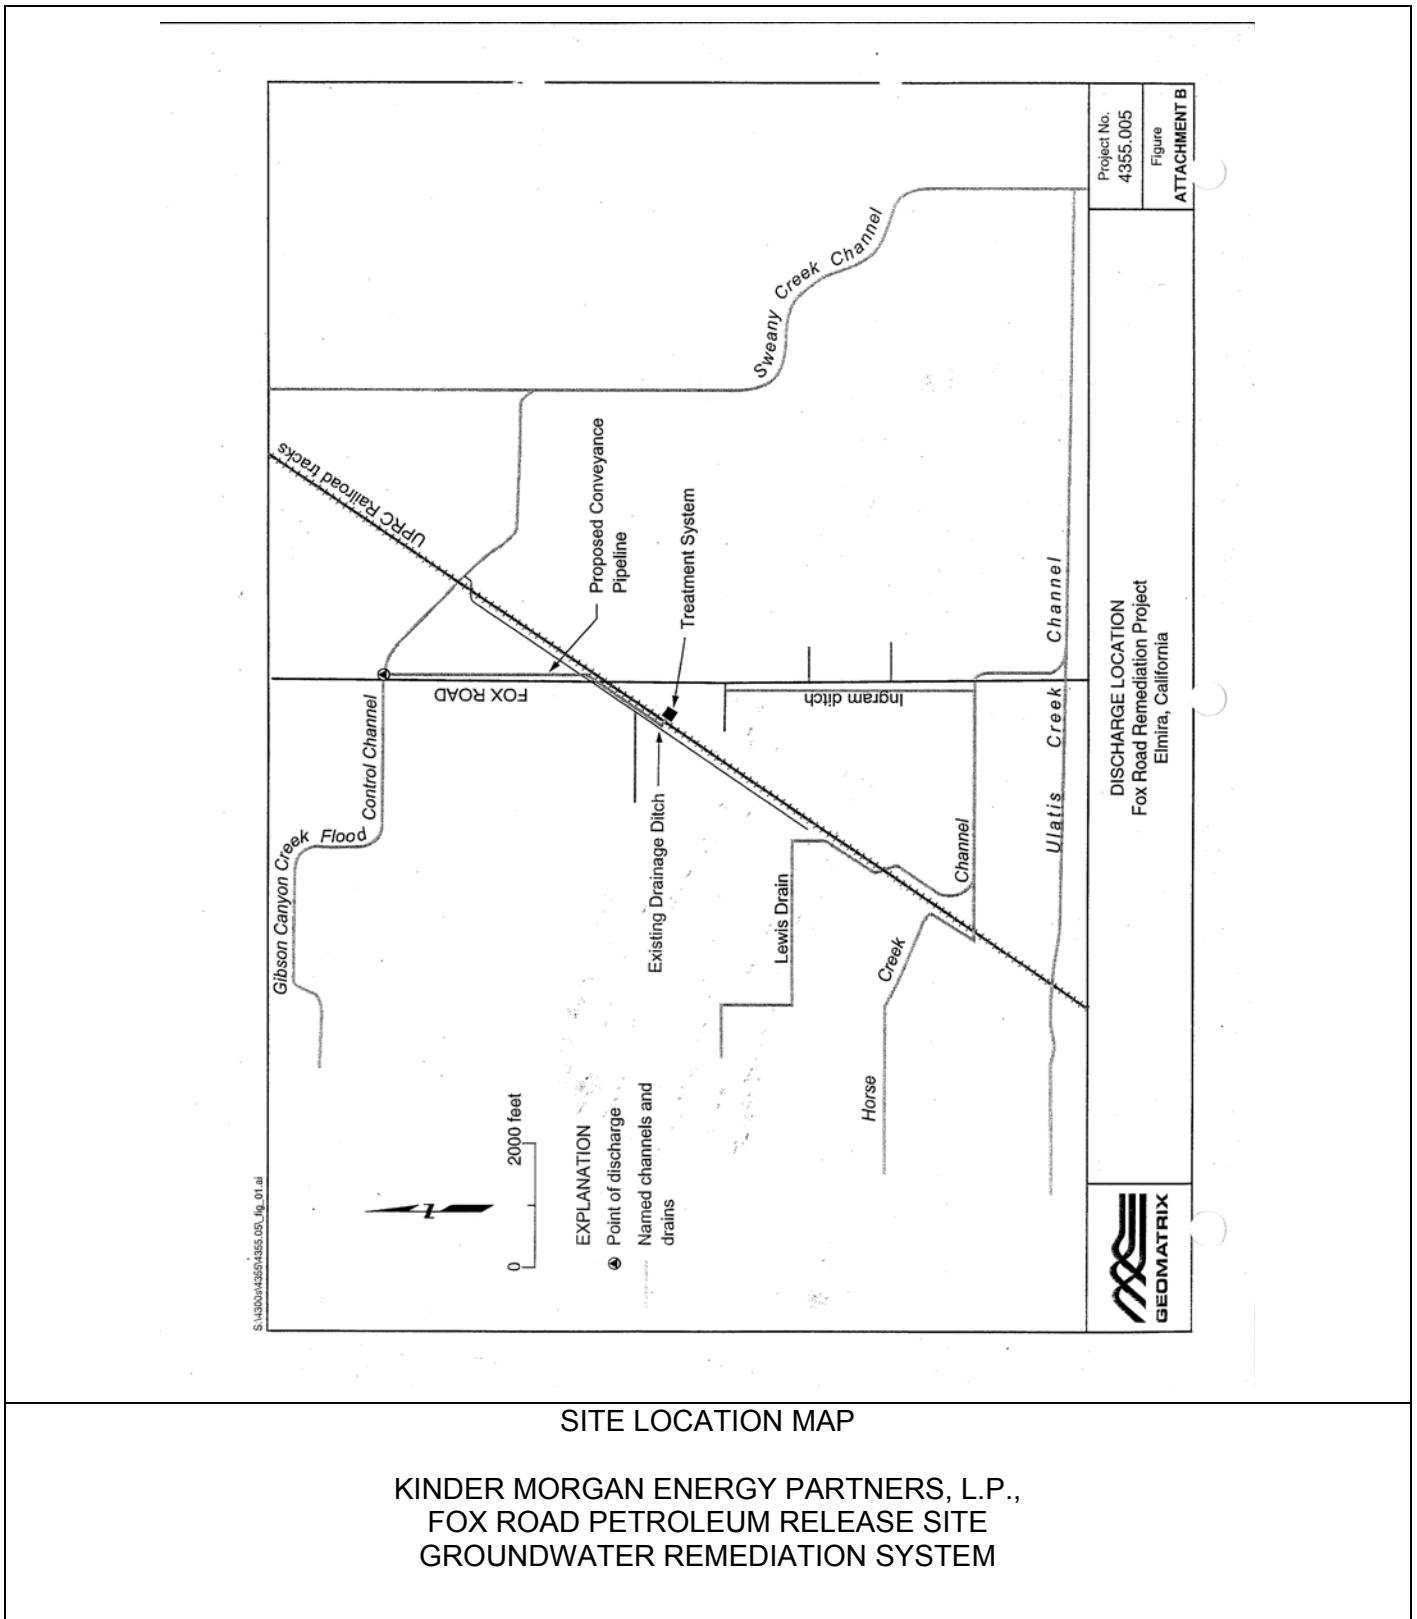 S:\4300s\4355\4355.05\_fig_01.ai
Gibson Canyon Creek Flood
Control Channel
UPRC Railroad tracks
Sweany Creek Channel
FOX ROAD
Proposed Conveyance
Pipeline
Treatment System
Existing Drainage Ditch
Ingram ditch
Lewis Drain
Horse Creek Channel
Ulatis Creek Channel
0 2000 feet
EXPLANATION
Point of discharge
Named channels and
drains
GEOMATRIX
DISCHARGE LOCATION
Fox Road Remediation Project
Elmira, California
Project No.
4355.005
Figure
ATTACHMENT B
SITE LOCATION MAP
KINDER MORGAN ENERGY PARTNERS, L.P.,
FOX ROAD PETROLEUM RELEASE SITE
GROUNDWATER REMEDIATION SYSTEM